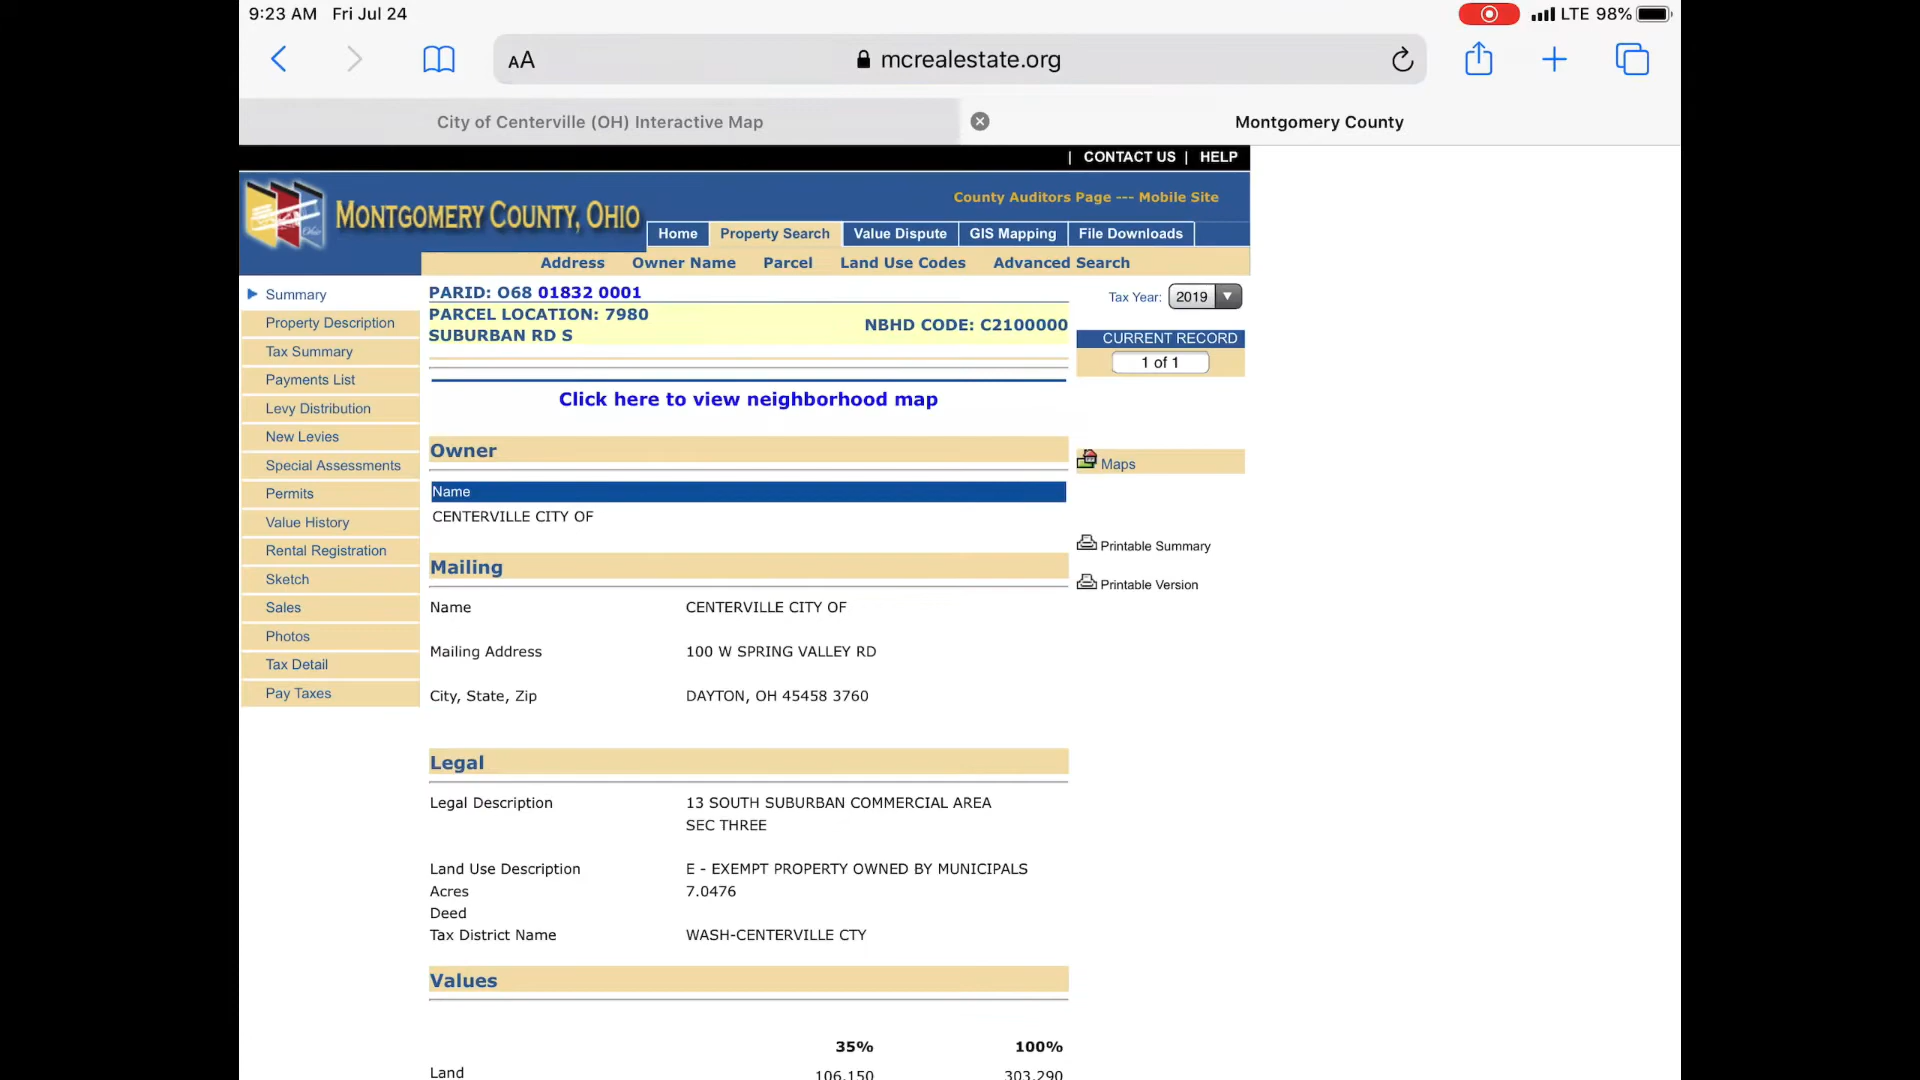 9:23 AM Fri Jul 24
LTE 98%
AA
mcrealestate.org
City of Centerville (OH) Interactive Map
Montgomery County
| CONTACT US | HELP
County Auditors Page --- Mobile Site
MONTGOMERY COUNTY, OHIO
Home Property Search Value Dispute GIS Mapping File Downloads
Address Owner Name Parcel Land Use Codes Advanced Search
Summary
Property Description
Tax Summary
Payments List
Levy Distribution
New Levies
Special Assessments
Permits
Value History
Rental Registration
Sketch
Sales
Photos
Tax Detail
Pay Taxes
PARID: O68 01832 0001
PARCEL LOCATION: 7980
SUBURBAN RD S
NBHD CODE: C2100000
Click here to view neighborhood map
Owner
Name
CENTERVILLE CITY OF
Mailing
Name CENTERVILLE CITY OF
Mailing Address 100 W SPRING VALLEY RD
City, State, Zip DAYTON, OH 45458 3760
Legal
Legal Description 13 SOUTH SUBURBAN COMMERCIAL AREA
SEC THREE
Land Use Description E - EXEMPT PROPERTY OWNED BY MUNICIPALS
Acres 7.0476
Deed
Tax District Name WASH-CENTERVILLE CTY
Values
35% 100%
Land 106,150 303,290
Tax Year: 2019
CURRENT RECORD
1 of 1
Maps
Printable Summary
Printable Version